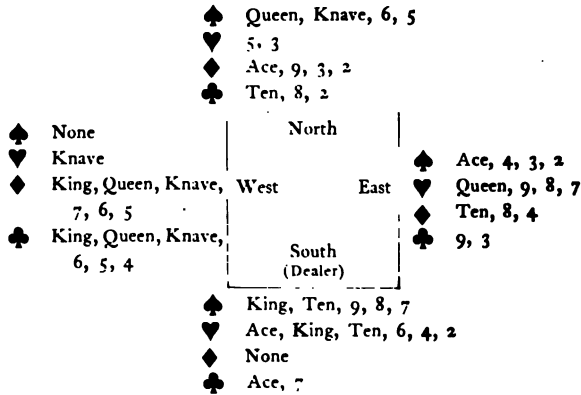 ♠ Queen, Knave, 6, 5
♥ 5, 3
♦ Ace, 9, 3, 2
♣ Ten, 8, 2
North
♠ None
♥ Knave
♦ King, Queen, Knave,
7, 6, 5
♣ King, Queen, Knave,
6, 5, 4
West
East
♠ Ace, 4, 3, 2
♥ Queen, 9, 8, 7
♦ Ten, 8, 4
♣ 9, 3
South
(Dealer)
♠ King, Ten, 9, 8, 7
♥ Ace, King, Ten, 6, 4, 2
♦ None
♣ Ace, 7